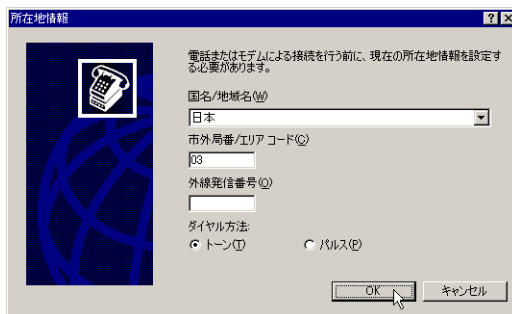 所在地情報
電話またはモデムによる接続を行う前に、現在の所在地情報を設定す
る必要があります。
国名/地域名(W)
日本
市外局番/エリア コード(C)
03
外線発信番号(O)
ダイヤル方法:
トーン(T) パルス(P)
OK キャンセル